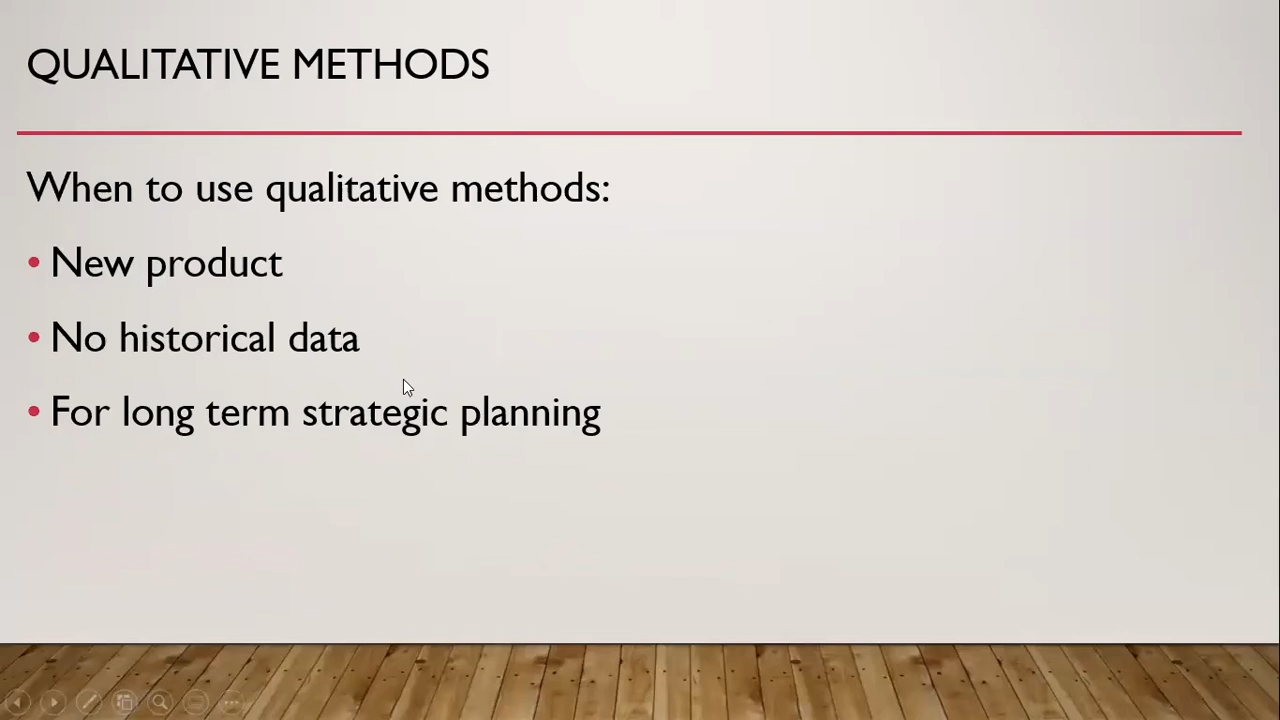 QUALITATIVE METHODS
When to use qualitative methods:
• New product
• No historical data
• For long term strategic planning